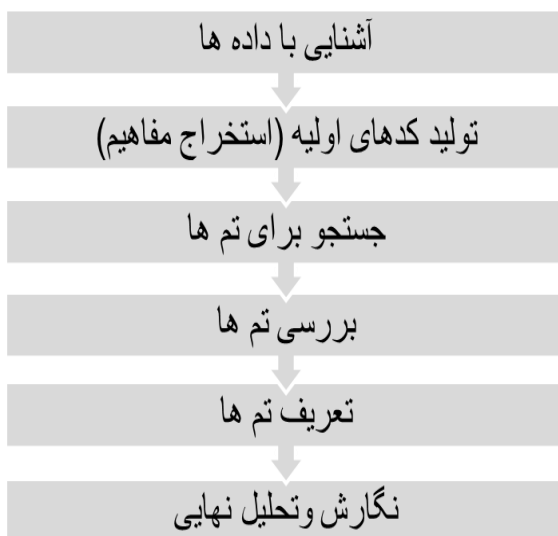 آشنایی با داده ها
تولید کدهای اولیه (استخراج مفاهیم)
جستجو برای تم ها
بررسی تم ها
تعریف تم ها
نگارش وتحلیل نهایی